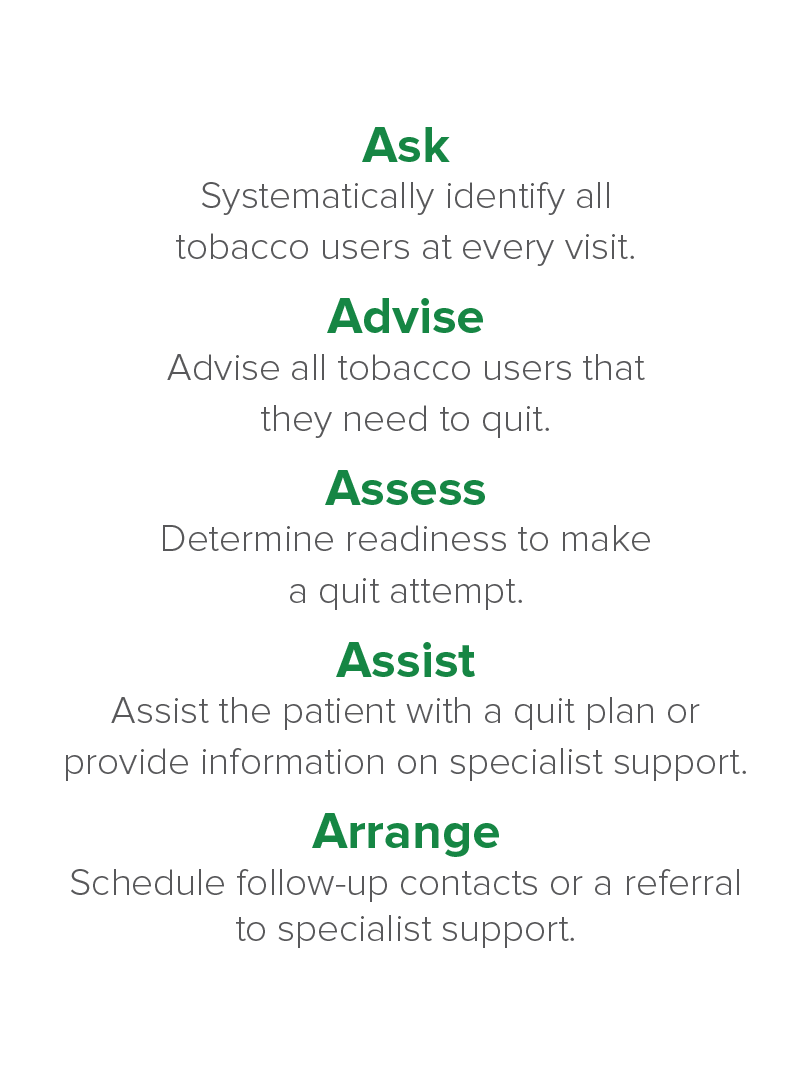 Ask
Systematically identify all
tobacco users at every visit.
Advise
Advise all tobacco users that
they need to quit.
Assess
Determine readiness to make
a quit attempt.
Assist
Assist the patient with a quit plan or
provide information on specialist support.
Arrange
Schedule follow-up contacts or a referral
to specialist support.